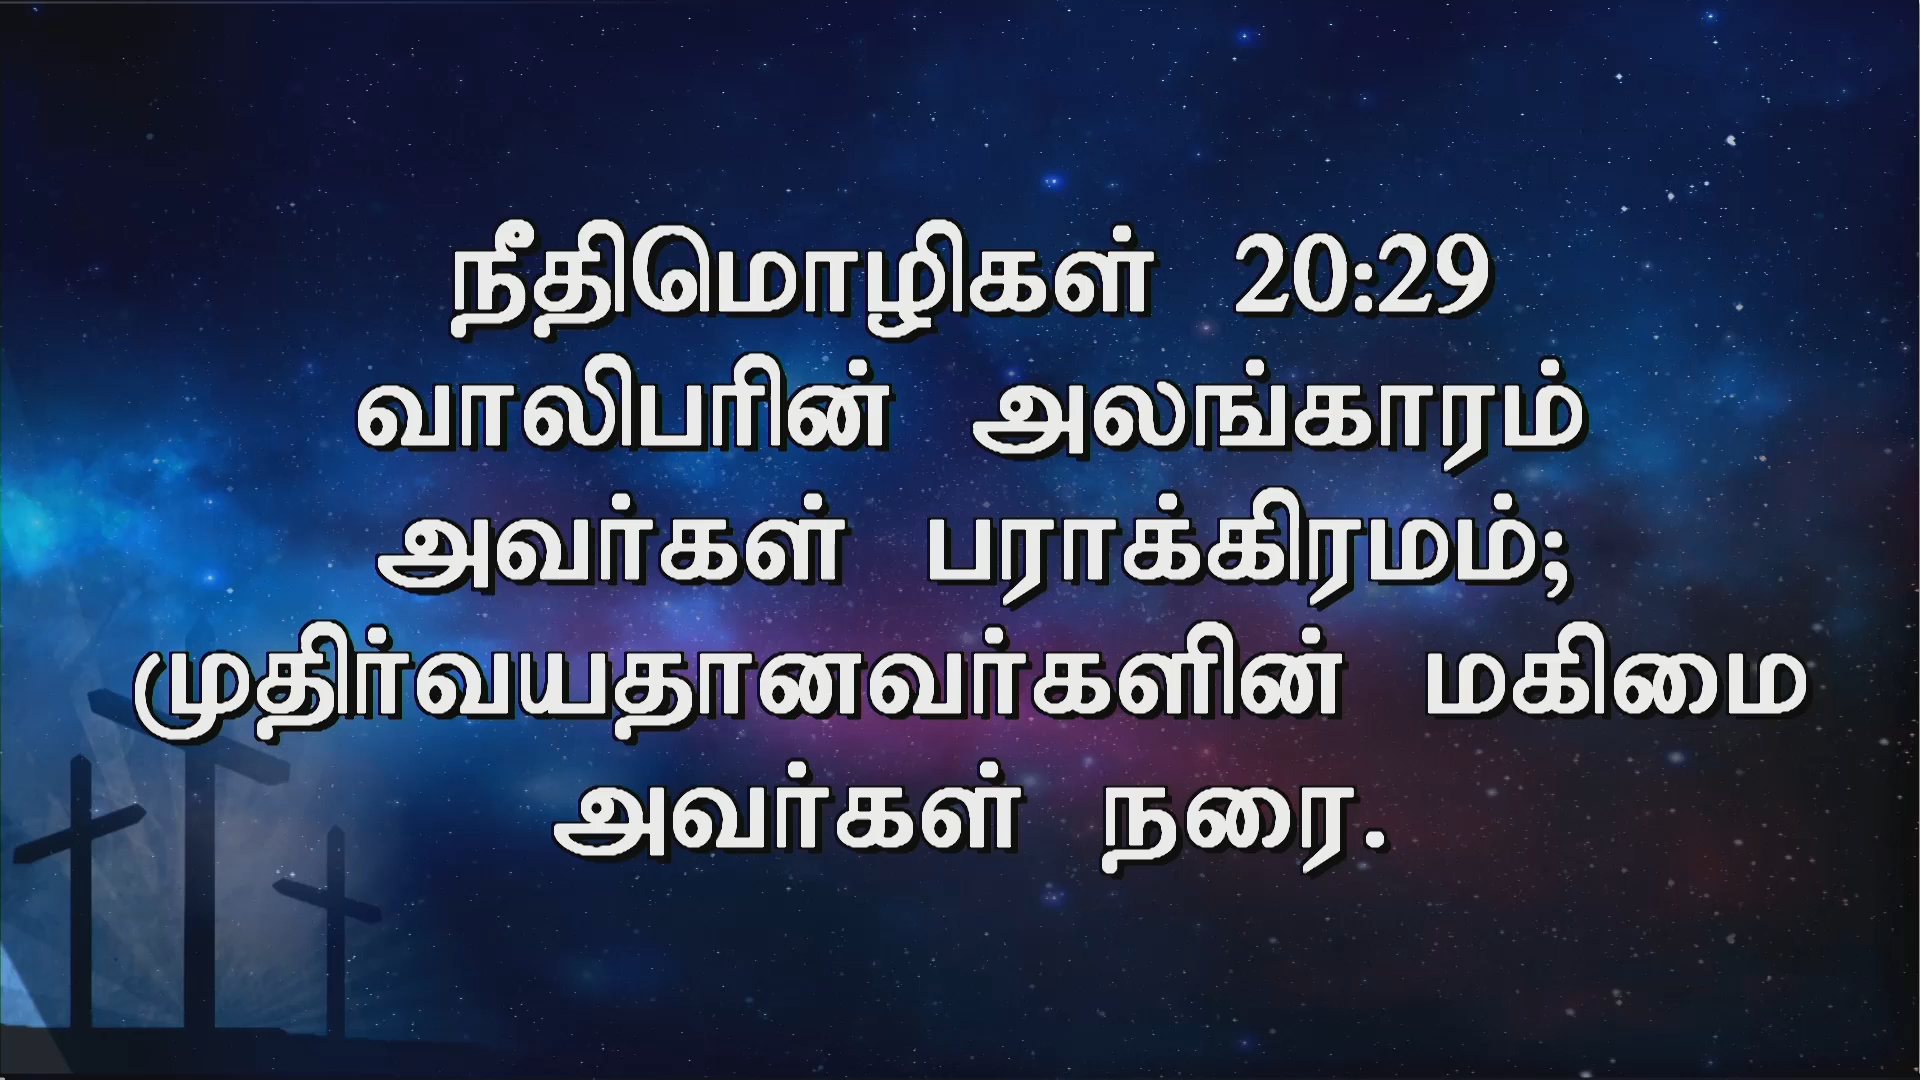 நீதிமொழிகள் 20:29
வாலிபரின் அலங்காரம்
அவர்கள் பராக்கிரமம்;
முதிர்வயதானவர்களின் மகிமை
அவர்கள் நரை.